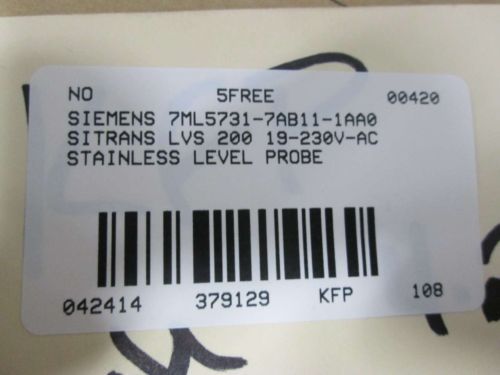 NO 5FREE 00420
SIEMENS 7ML5731-7AB11-1AA0
SITRANS LVS 200 19-230V-AC
STAINLESS LEVEL PROBE
042414 379129 KFP 108